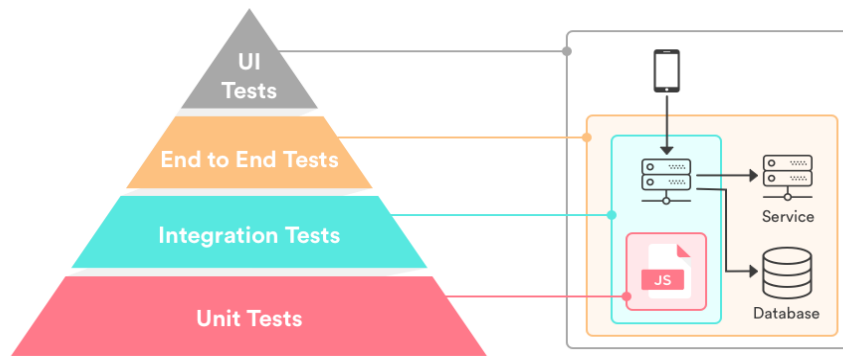 UI
Tests
End to End Tests
Integration Tests
Unit Tests
Service
JS
Database